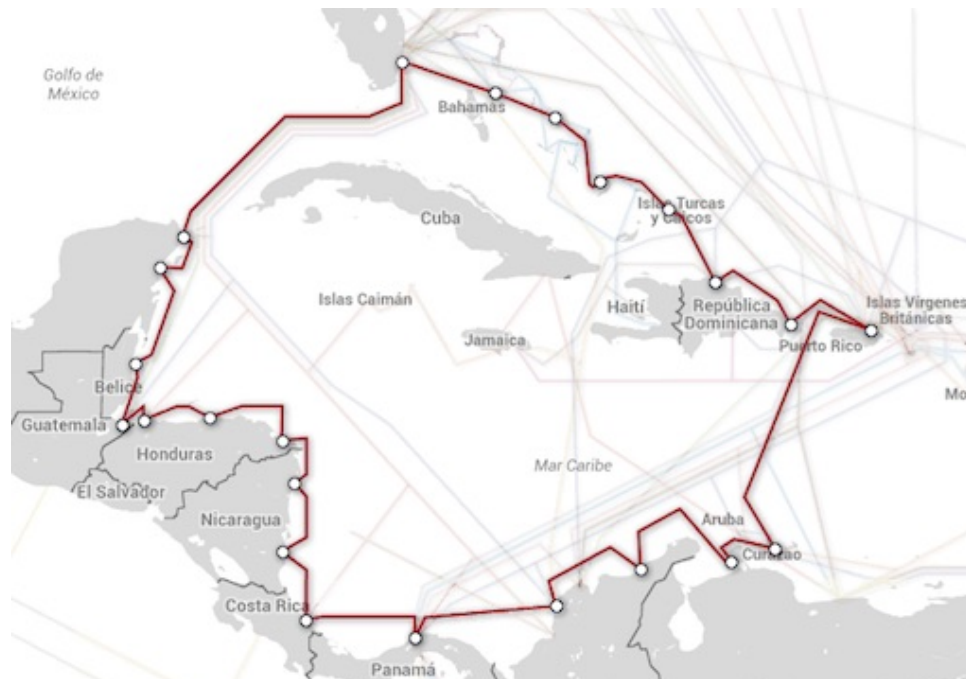 Golfo de
México
Bahamas
Islas Turcas
y Caicos
Cuba
Islas Caimán
Haití
República
Dominicana
Islas Vírgenes
Británicas
Jamaica
Puerto Rico
Mo
Belice
Guatemala
Honduras
Mar Caribe
El Salvador
Nicaragua
Aruba
Curazao
Costa Rica
Panamá